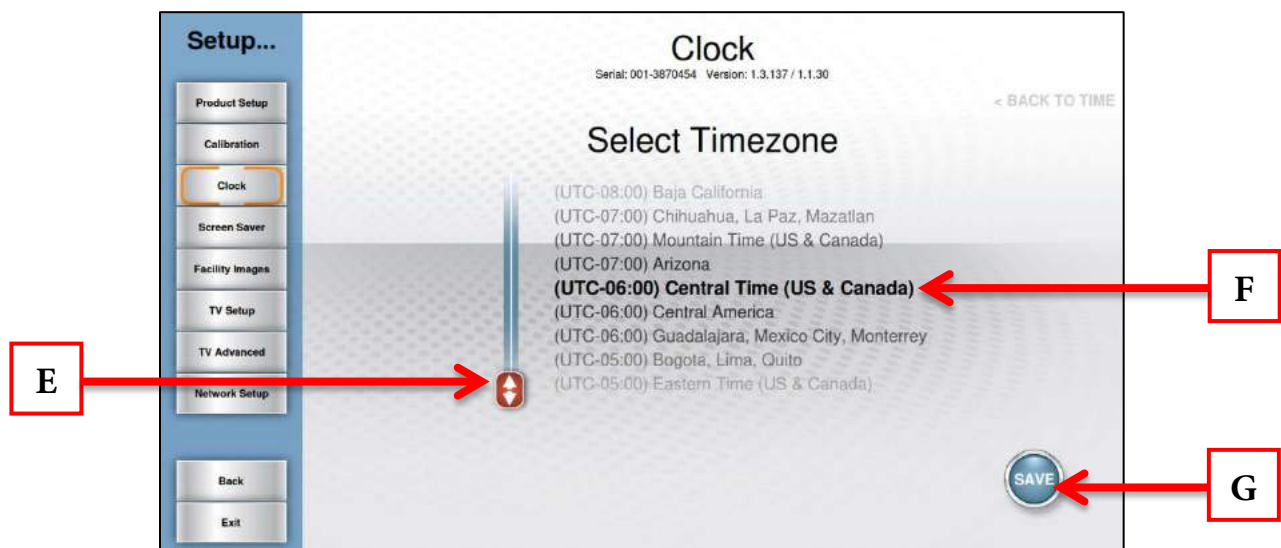 Setup...
Product Setup
Calibration
Clock
Screen Saver
Facility Images
TV Setup
TV Advanced
Network Setup
Back
Exit
Clock
Serial: 001-3870454 Version: 1.3.137 / 1.1.30
< BACK TO TIME
Select Timezone
(UTC-08:00) Baja California
(UTC-07:00) Chihuahua, La Paz, Mazatlan
(UTC-07:00) Mountain Time (US & Canada)
(UTC-07:00) Arizona
(UTC-06:00) Central Time (US & Canada)
(UTC-06:00) Central America
(UTC-06:00) Guadalajara, Mexico City, Monterrey
(UTC-05:00) Bogota, Lima, Quito
(UTC-05:00) Eastern Time (US & Canada)
SAVE
E
F
G